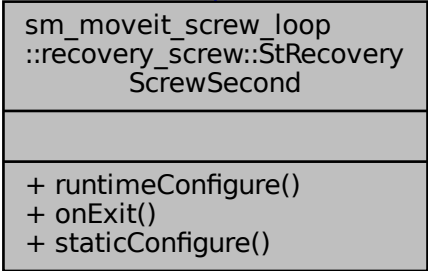 sm_moveit_screw_loop
::recovery_screw::StRecovery
ScrewSecond
+ runtimeConfigure()
+ onExit()
+ staticConfigure()